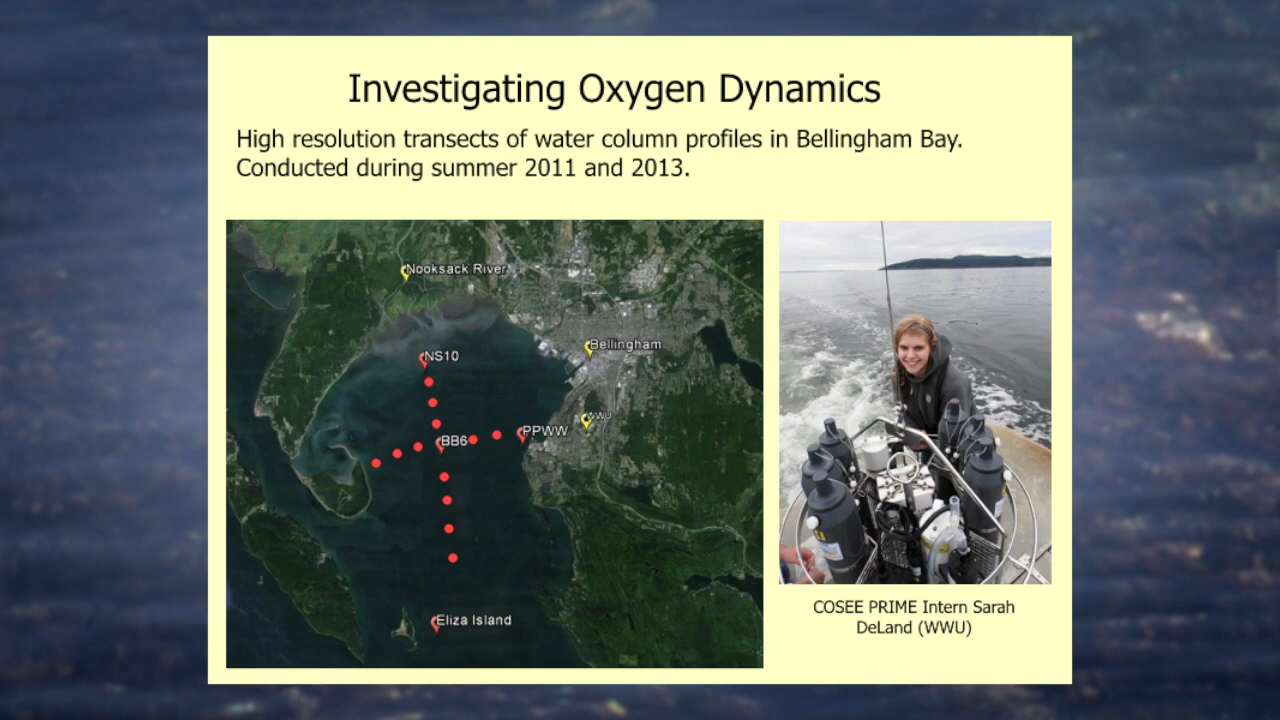 Investigating Oxygen Dynamics
High resolution transects of water column profiles in Bellingham Bay.
Conducted during summer 2011 and 2013.
Nooksack River
Bellingham
NS10
WWU
BB6
PPWW
Eliza Island
COSEE PRIME Intern Sarah
DeLand (WWU)